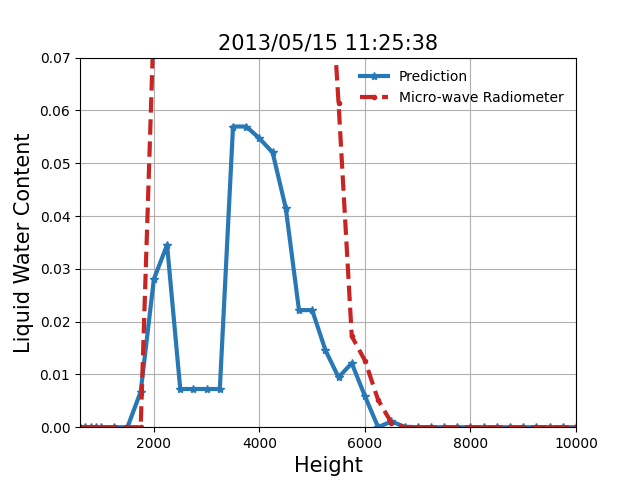 2013/05/15 11:25:38
Prediction
Micro-wave Radiometer
Liquid Water Content
0.07
0.06
0.05
0.04
0.03
0.02
0.01
0.00
2000 4000 6000 8000 10000
Height